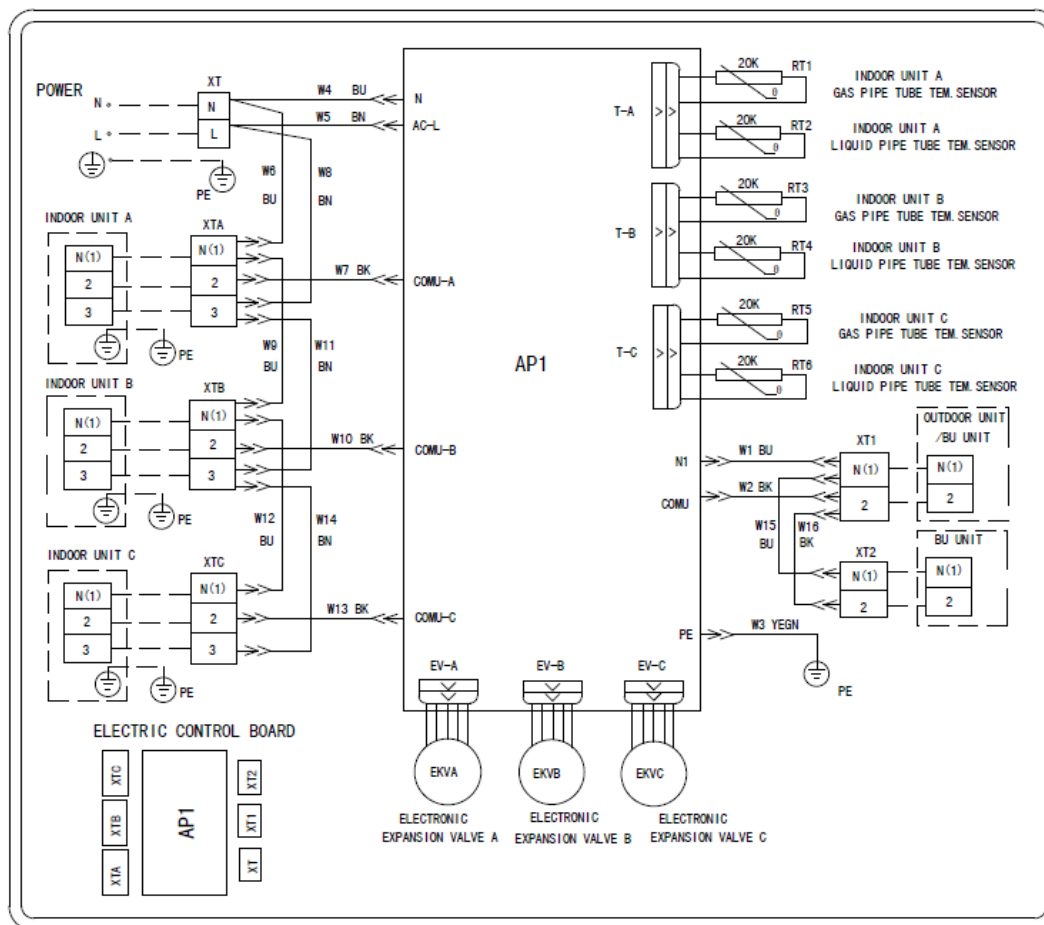 POWER
XT
N
N
L
L
PE
W4 BU
W5 BN
N
AC-L
W6
BU
W8
BN
INDOOR UNIT A
N(1)
2
3
PE
XTA
N(1)
2
3
W7 BK
COMU-A
W9
BU
W11
BN
INDOOR UNIT B
N(1)
2
3
PE
XTB
N(1)
2
3
W10 BK
COMU-B
W12
BU
W14
BN
INDOOR UNIT C
N(1)
2
3
PE
XTC
N(1)
2
3
W13 BK
COMU-C
AP1
T-A
20K
RT1
θ
INDOOR UNIT A
GAS PIPE TUBE TEM.SENSOR
20K
RT2
θ
INDOOR UNIT A
LIQUID PIPE TUBE TEM.SENSOR
T-B
20K
RT3
θ
INDOOR UNIT B
GAS PIPE TUBE TEM.SENSOR
20K
RT4
θ
INDOOR UNIT B
LIQUID PIPE TUBE TEM.SENSOR
T-C
20K
RT5
θ
INDOOR UNIT C
GAS PIPE TUBE TEM.SENSOR
20K
RT6
θ
INDOOR UNIT C
LIQUID PIPE TUBE TEM.SENSOR
N1
W1 BU
COMU
W2 BK
XT1
N(1)
2
OUTDOOR UNIT
/BU UNIT
N(1)
2
W15
BU
W16
BK
XT2
N(1)
2
BU UNIT
N(1)
2
PE
W3 YEGN
PE
EV-A
EV-B
EV-C
EKVA
EKVB
EKVC
ELECTRONIC
EXPANSION VALVE A
ELECTRONIC
EXPANSION VALVE B
ELECTRONIC
EXPANSION VALVE C
ELECTRIC CONTROL BOARD
XTC
XTB
XTA
AP1
XT2
XT1
XT